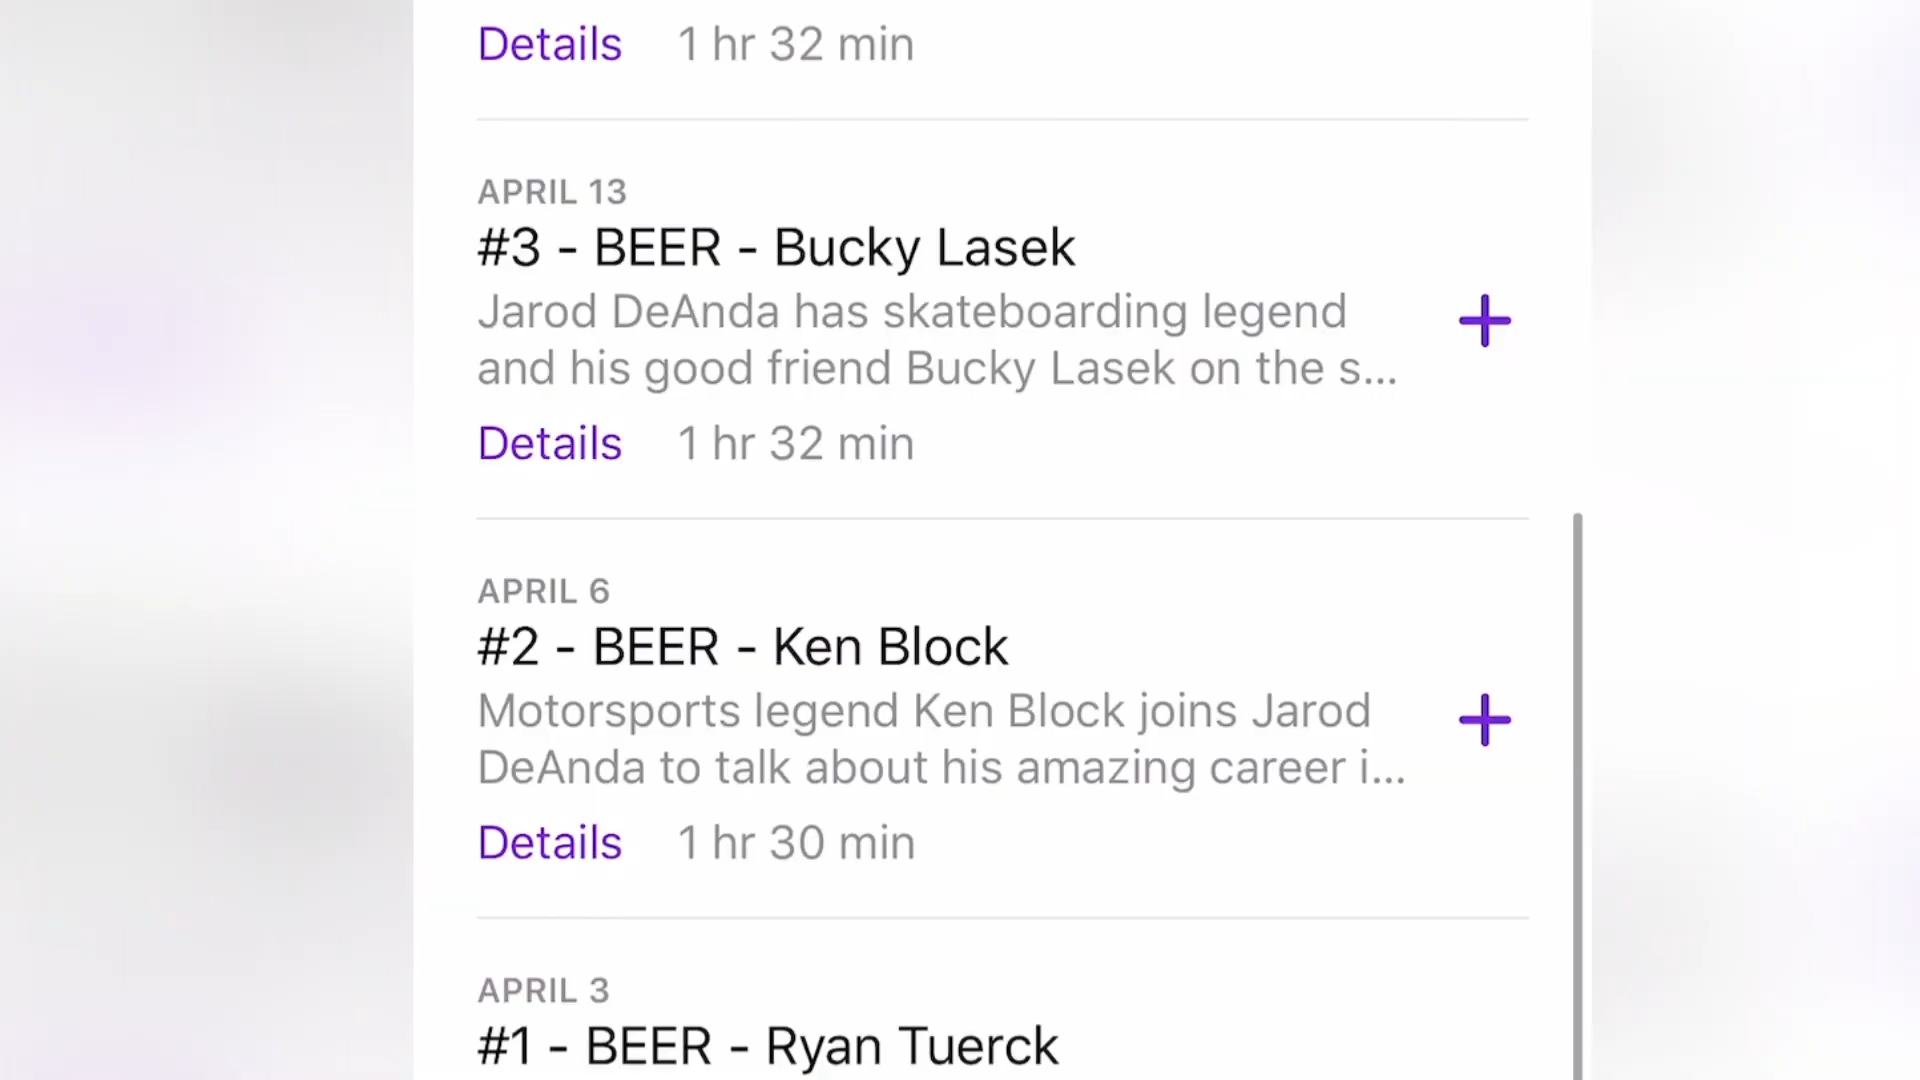 Details 1 hr 32 min
APRIL 13
#3 - BEER - Bucky Lasek
Jarod DeAnda has skateboarding legend
and his good friend Bucky Lasek on the s...
Details 1 hr 32 min
APRIL 6
#2 - BEER - Ken Block
Motorsports legend Ken Block joins Jarod
DeAnda to talk about his amazing career i...
Details 1 hr 30 min
APRIL 3
#1 - BEER - Ryan Tuerck